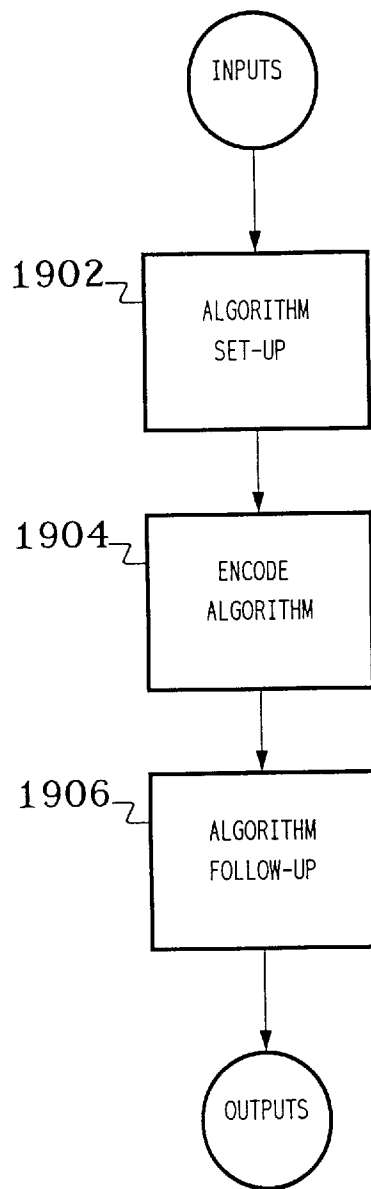 INPUTS
1902
ALGORITHM
SET-UP
1904
ENCODE
ALGORITHM
1906
ALGORITHM
FOLLOW-UP
OUTPUTS